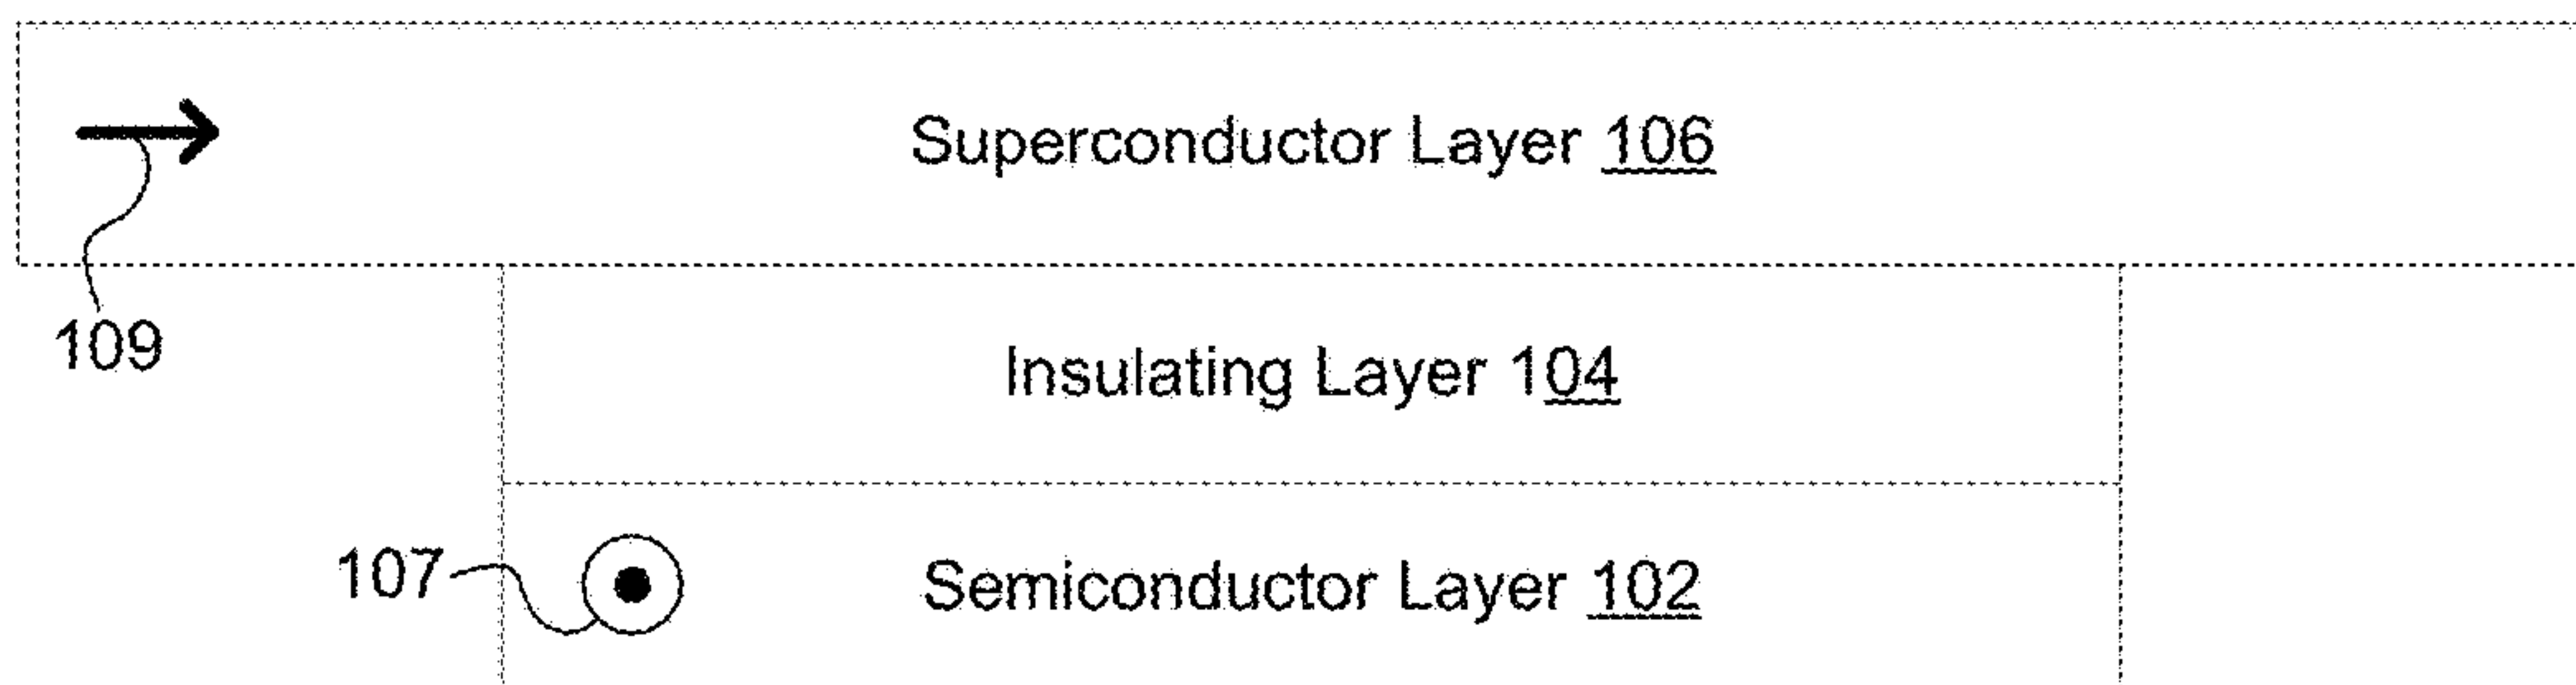 Superconductor Layer 106
109
Insulating Layer 104
107
Semiconductor Layer 102